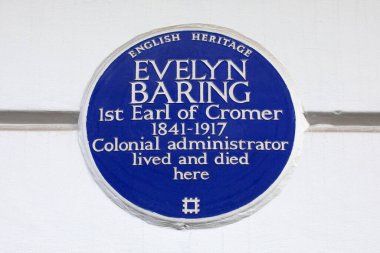 ENGLISH HERITAGE
EVELYN
BARING
1st Earl of Cromer
1841-1917
Colonial administrator
lived and died
here